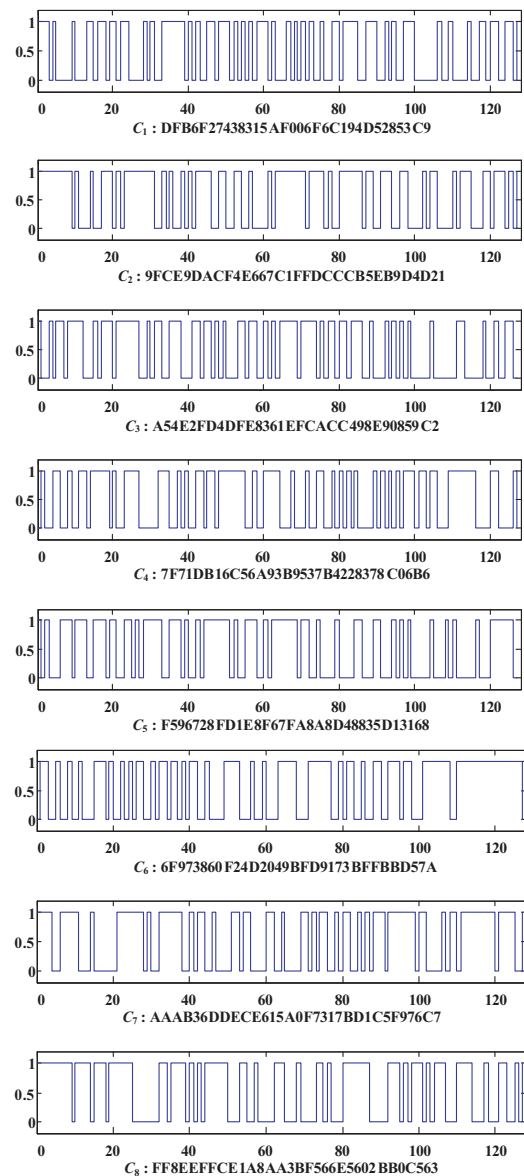 1
0.5
0
0 20 40 60 80 100 120
C1 : DFB6F27438315AF006F6C194D52853C9
1
0.5
0
0 20 40 60 80 100 120
C2 : 9FCE9DACF4E667C1FFDCCCB5EB9D4D21
1
0.5
0
0 20 40 60 80 100 120
C3 : A54E2FD4DFE8361EFCACC498E90859C2
1
0.5
0
0 20 40 60 80 100 120
C4 : 7F71DB16C56A93B9537B4228378C06B6
1
0.5
0
0 20 40 60 80 100 120
C5 : F596728FD1E8F67FA8A8D48835D13168
1
0.5
0
0 20 40 60 80 100 120
C6 : 6F973860F24D2049BFD9173BFFBBD57A
1
0.5
0
0 20 40 60 80 100 120
C7 : AAAB36DDECE615A0F7317BD1C5F976C7
1
0.5
0
0 20 40 60 80 100 120
C8 : FF8EEFFCE1A8AA3BF566E5602BB0C563